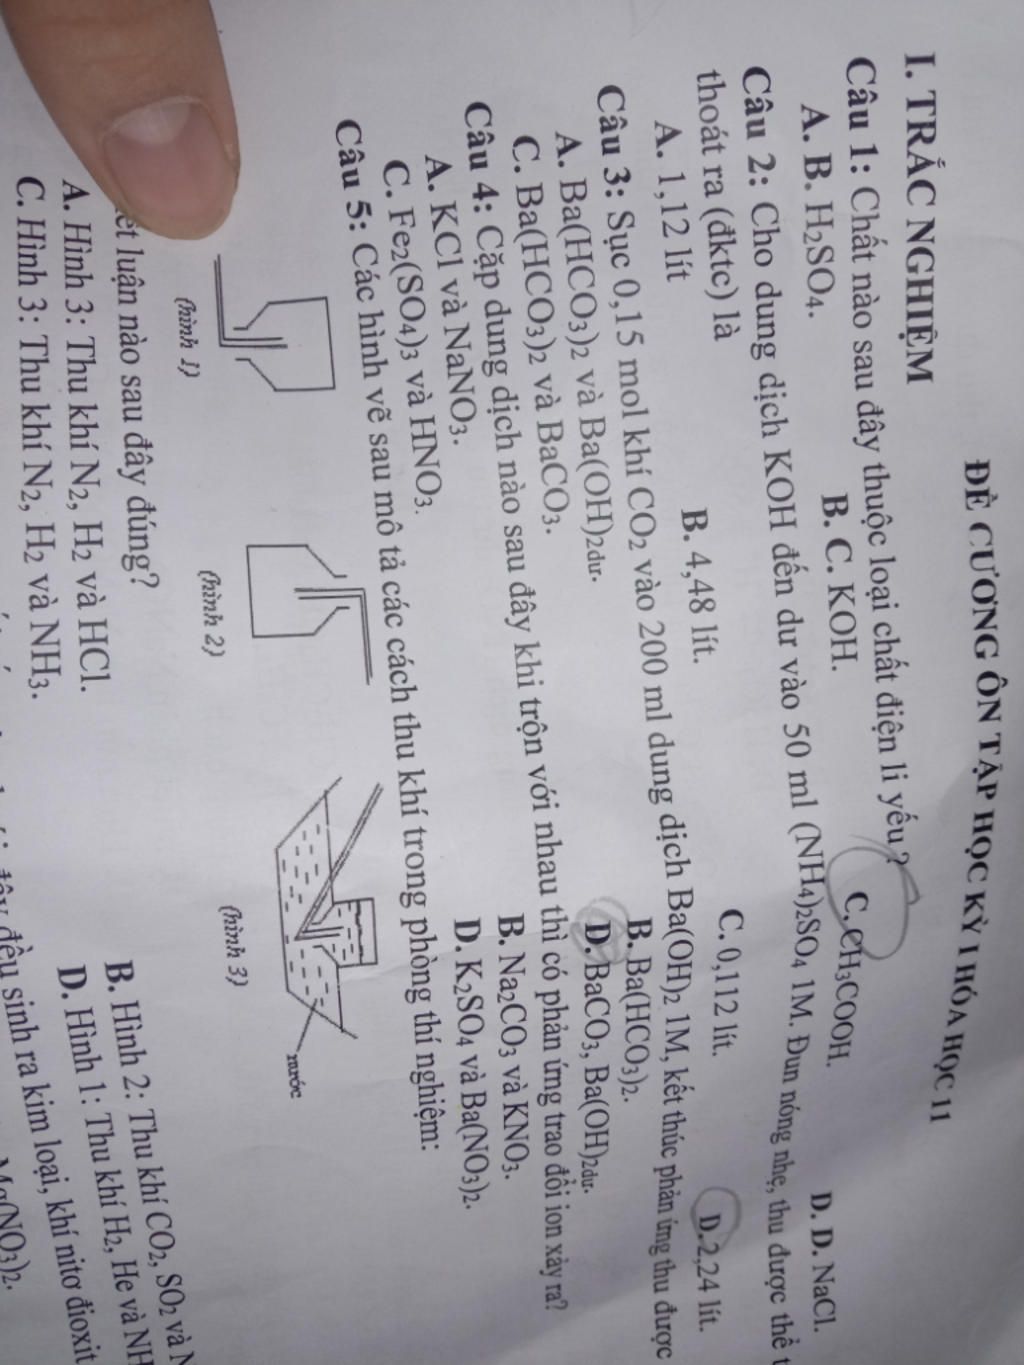 ĐỀ CƯƠNG ÔN TẬP HỌC KỲ I HÓA HỌC 11
I. TRẮC NGHIỆM
Câu 1: Chất nào sau đây thuộc loại chất điện li yếu ?
A. B. H2SO4. B. C. KOH. C. CH3COOH. D. D. NaCl.
Câu 2: Cho dung dịch KOH đến dư vào 50 ml (NH4)2SO4 1M. Đun nóng nhẹ, thu được thể
thoát ra (đktc) là
A. 1,12 lít B. 4,48 lít. C. 0,112 lít. D. 2,24 lít.
Câu 3: Sục 0,15 mol khí CO2 vào 200 ml dung dịch Ba(OH)2 1M, kết thúc phản ứng thu được
A. Ba(HCO3)2 và Ba(OH)2dư. B. Ba(HCO3)2.
C. Ba(HCO3)2 và BaCO3. D. BaCO3, Ba(OH)2dư.
Câu 4: Cặp dung dịch nào sau đây khi trộn với nhau thì có phản ứng trao đổi ion xảy ra?
A. KCl và NaNO3. B. Na2CO3 và KNO3.
C. Fe2(SO4)3 và HNO3. D. K2SO4 và Ba(NO3)2.
Câu 5: Các hình vẽ sau mô tả các cách thu khí trong phòng thí nghiệm:
nước
(hình 1) (hình 2) (hình 3)
luận nào sau đây đúng?
A. Hình 3: Thu khí N2, H2 và HCl. B. Hình 2: Thu khí CO2, SO2 và
C. Hình 3: Thu khí N2, H2 và NH3. D. Hình 1: Thu khí H2, He và NH
đây đều sinh ra kim loại, khí nitơ đioxit
Mg(NO3)2.